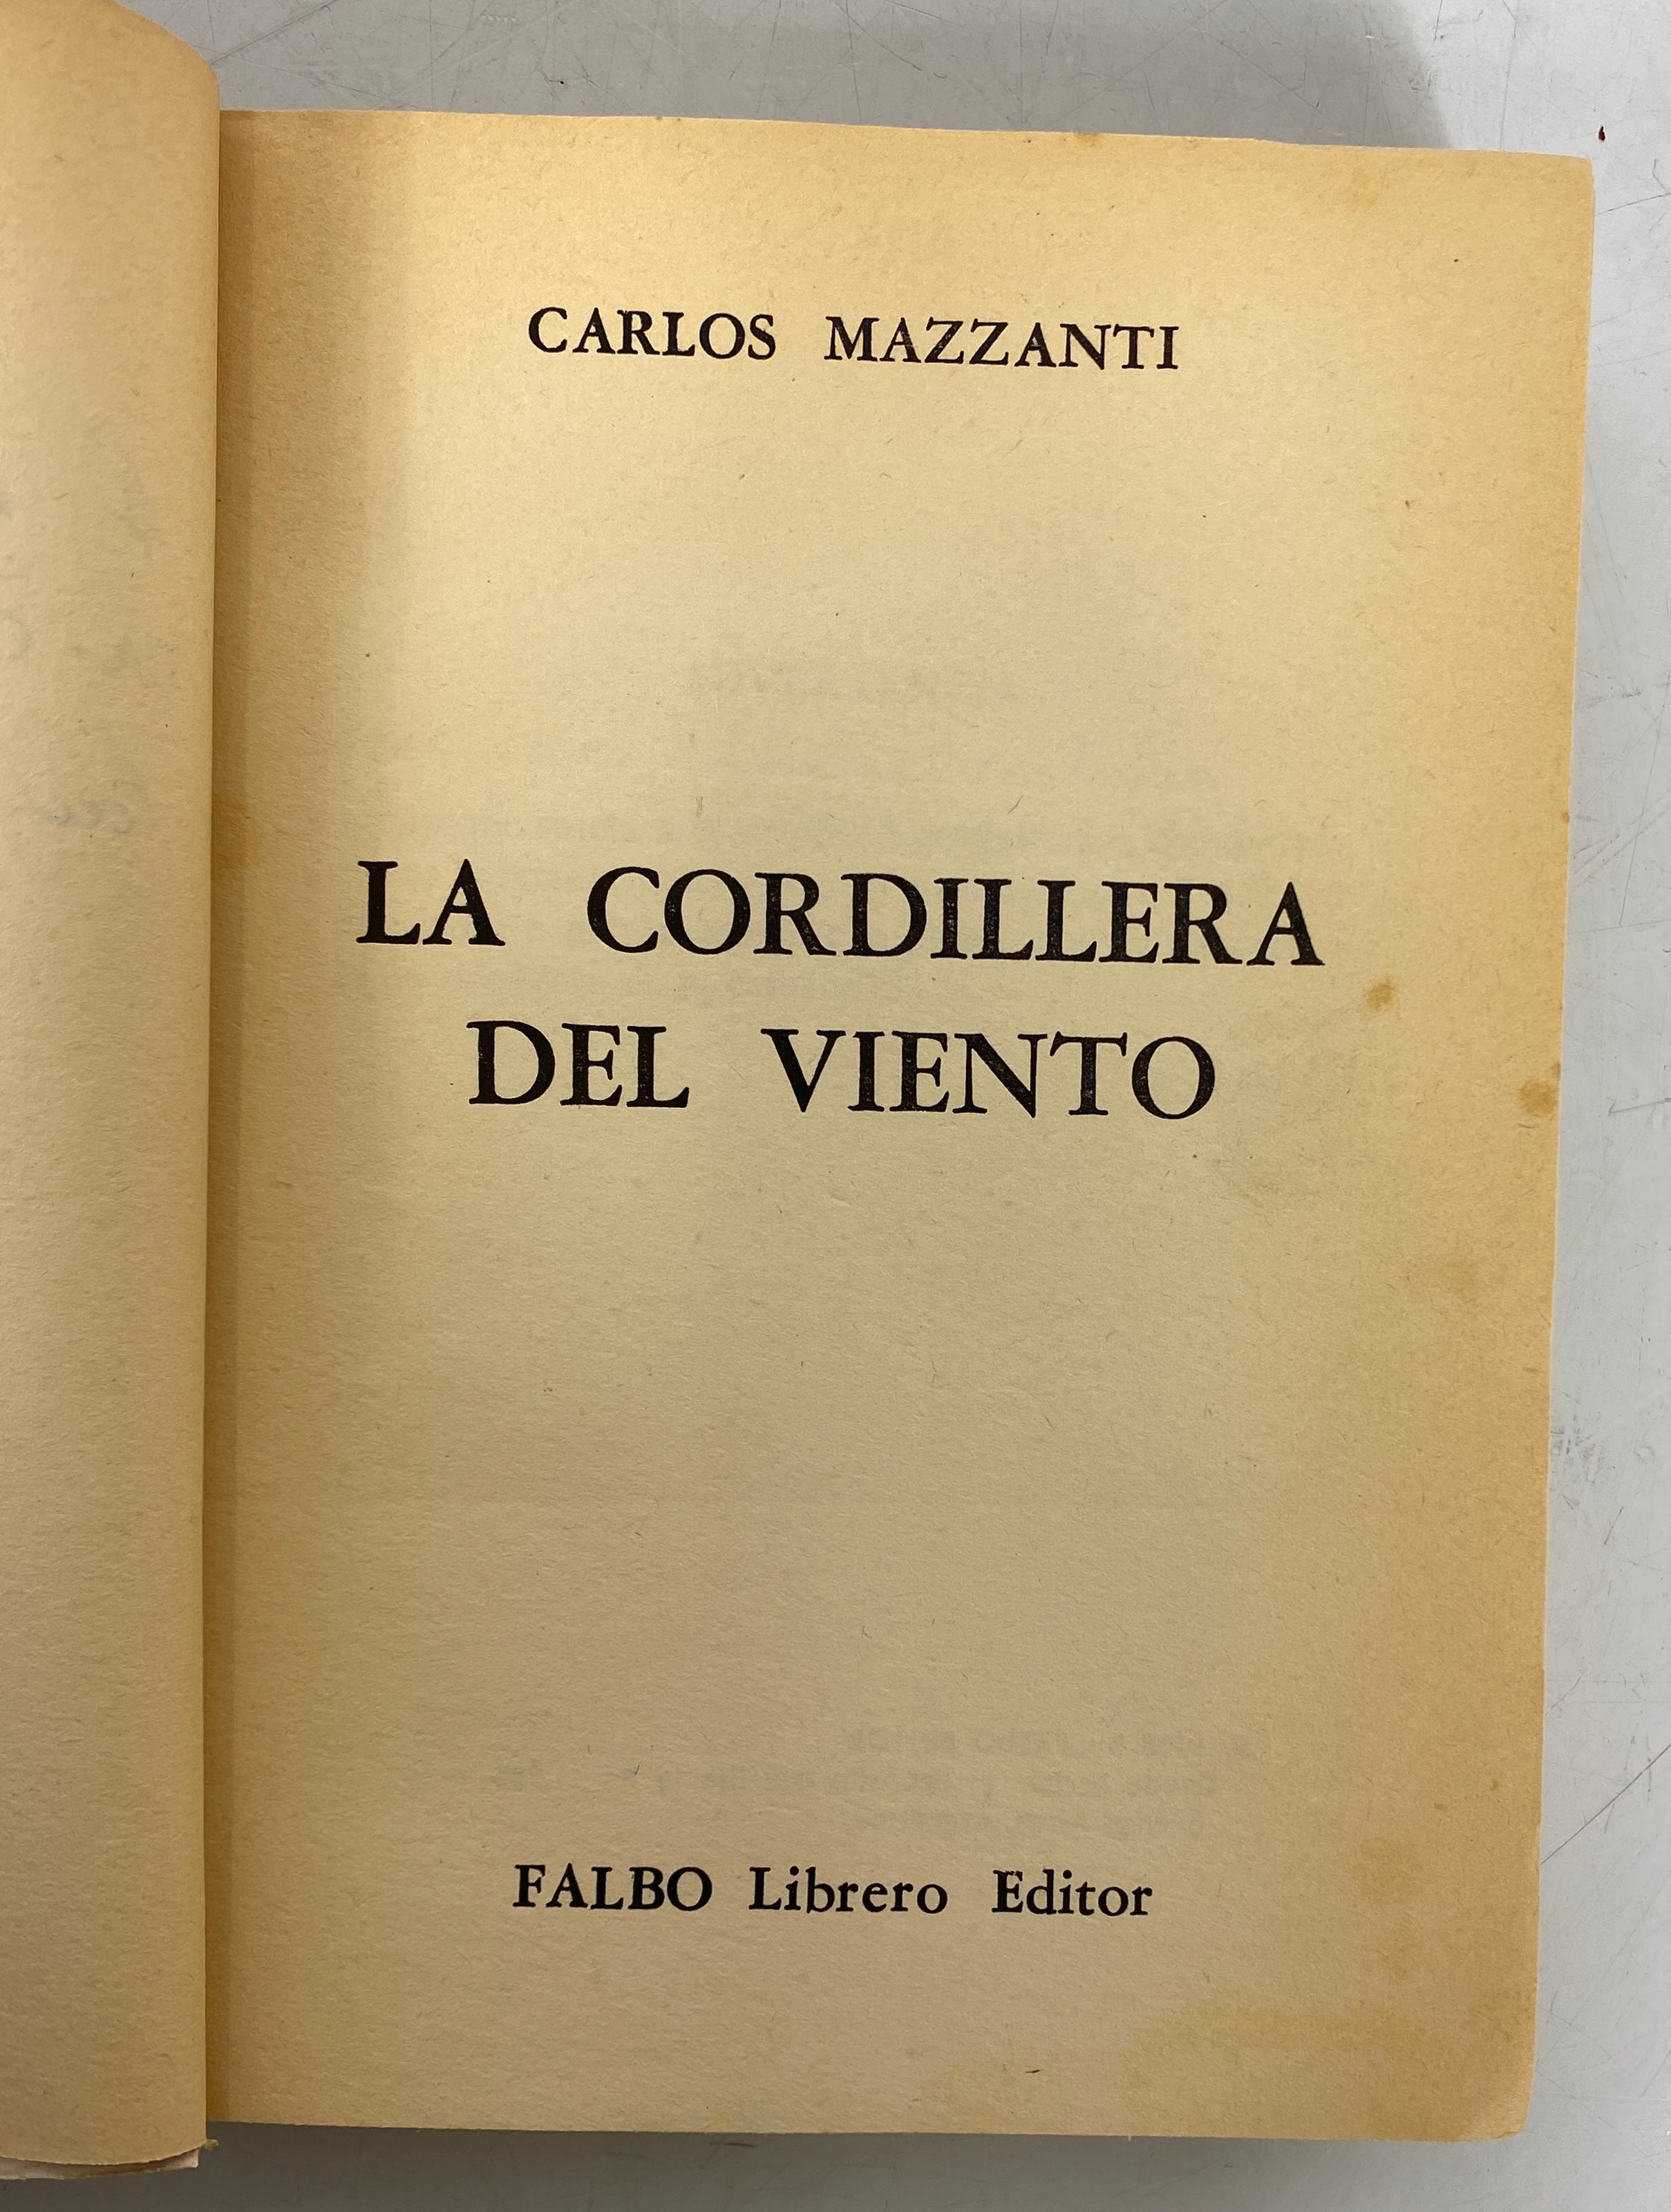 CARLOS MAZZANTI
LA CORDILLERA
DEL VIENTO
FALBO Librero Editor